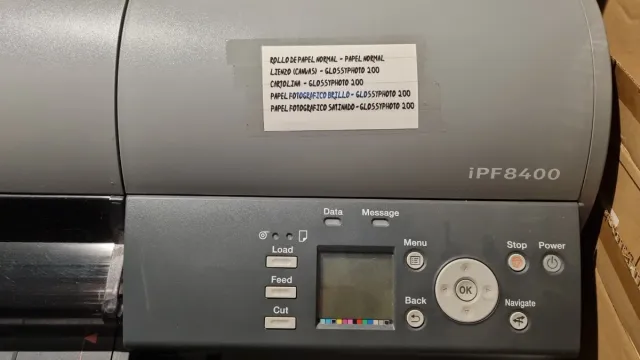 ROLLO DE PAPEL NORMAL - PAPEL NORMAL
LIENZO (CANVAS) - GLOSSYPHOTO 200
CARTOLINA - GLOSSYPHOTO 200
PAPEL FOTOGRAFICO BRILLO - GLOSSYPHOTO 200
PAPEL FOTOGRAFICO SATINADO - GLOSSYPHOTO 200
iPF8400
Data
Message
Load
Feed
Cut
Menu
Back
OK
Stop
Power
Navigate